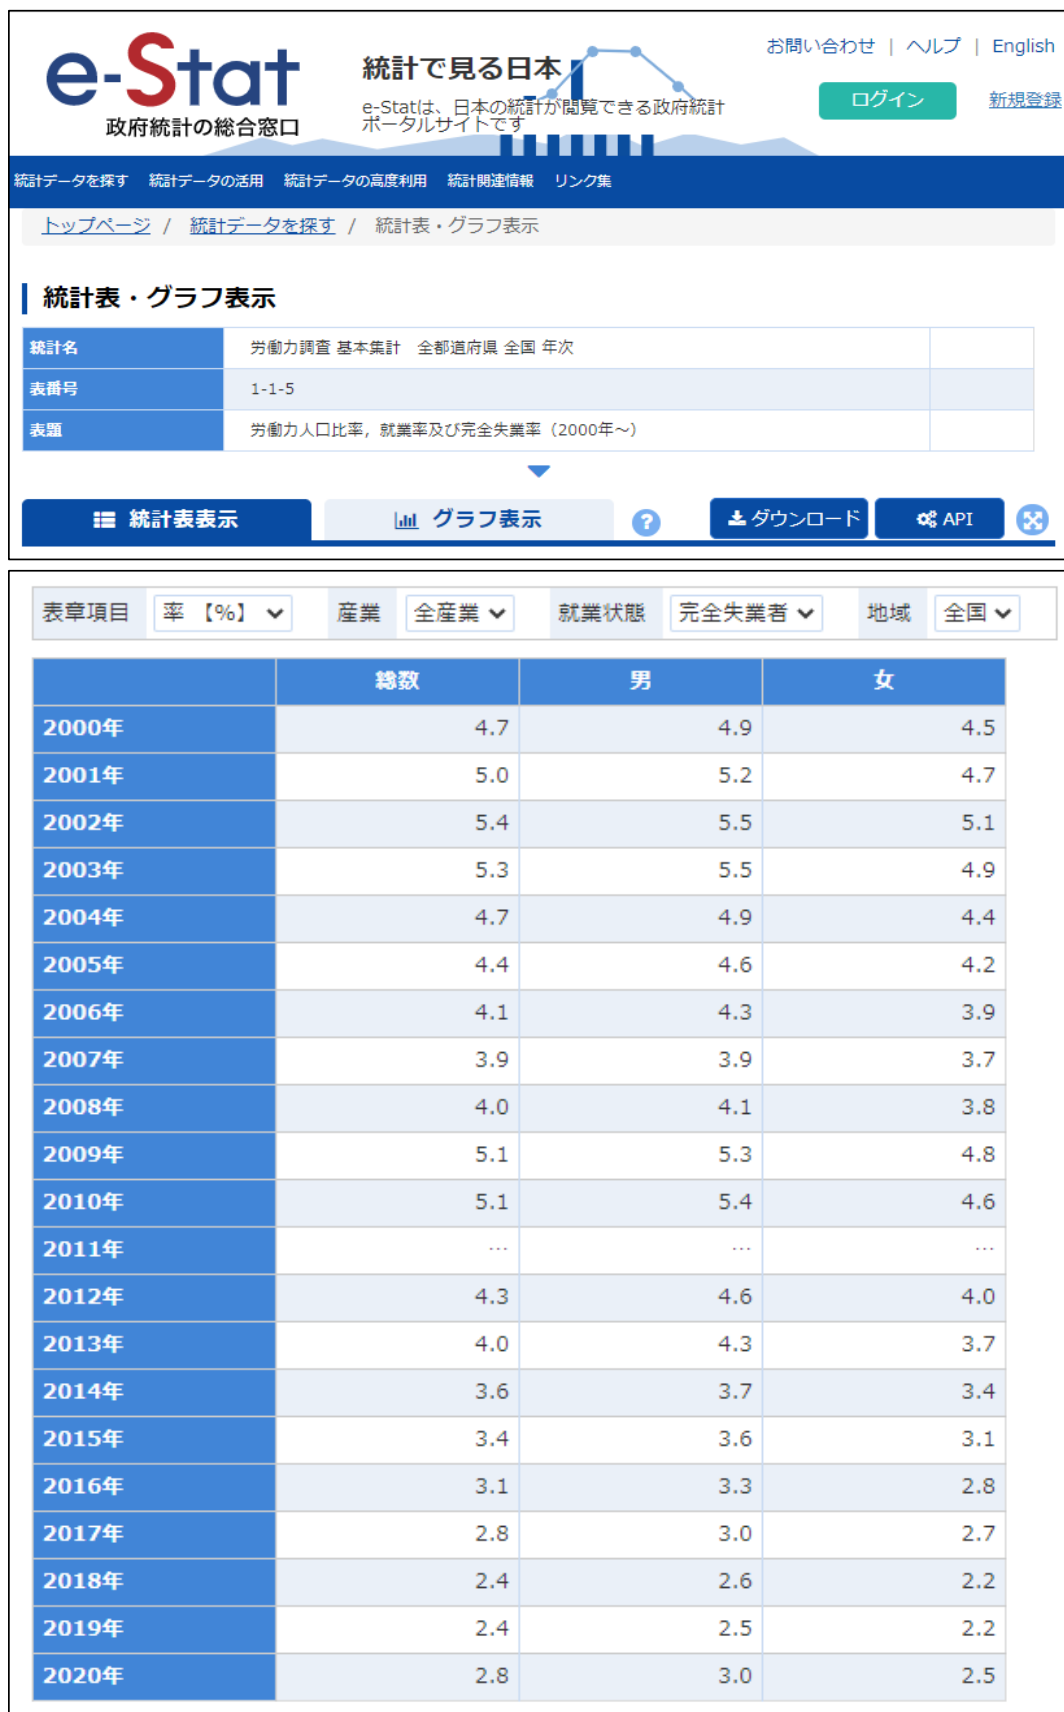 e-Stat
政府統計の総合窓口
統計で見る日本
e-Statは、日本の統計が閲覧できる政府統計
ポータルサイトです
お問い合わせ | ヘルプ | English
ログイン 新規登録
統計データを探す 統計データの活用 統計データの高度利用 統計関連情報 リンク集
トップページ / 統計データを探す / 統計表・グラフ表示
統計表・グラフ表示
統計名 労働力調査 基本集計 全都道府県 全国 年次
表番号 1-1-5
表題 労働力人口比率，就業率及び完全失業率（2000年～）
統計表表示 グラフ表示 ? ダウンロード API
表章項目 率 【%】 産業 全産業 就業状態 完全失業者 地域 全国
総数 男 女
2000年 4.7 4.9 4.5
2001年 5.0 5.2 4.7
2002年 5.4 5.5 5.1
2003年 5.3 5.5 4.9
2004年 4.7 4.9 4.4
2005年 4.4 4.6 4.2
2006年 4.1 4.3 3.9
2007年 3.9 3.9 3.7
2008年 4.0 4.1 3.8
2009年 5.1 5.3 4.8
2010年 5.1 5.4 4.6
2011年 … … …
2012年 4.3 4.6 4.0
2013年 4.0 4.3 3.7
2014年 3.6 3.7 3.4
2015年 3.4 3.6 3.1
2016年 3.1 3.3 2.8
2017年 2.8 3.0 2.7
2018年 2.4 2.6 2.2
2019年 2.4 2.5 2.2
2020年 2.8 3.0 2.5